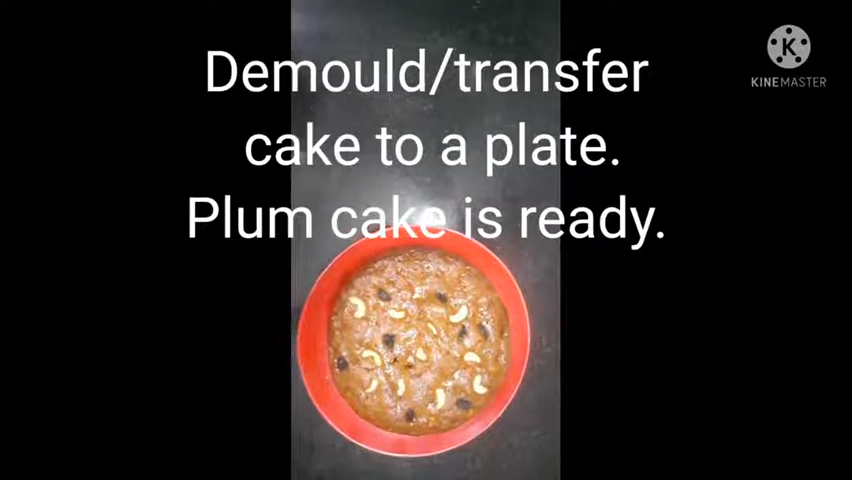 Demould/transfer
cake to a plate.
Plum cake is ready.
K
KINEMASTER